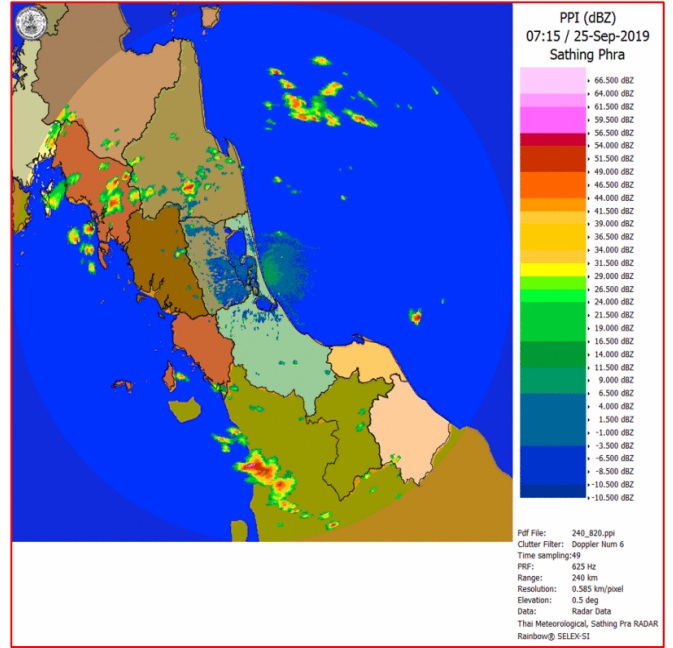 PPI (dBZ)
07:15 / 25-Sep-2019
Sathing Phra
66.500 dBZ
64.000 dBZ
61.500 dBZ
59.500 dBZ
56.500 dBZ
54.000 dBZ
51.500 dBZ
49.000 dBZ
46.500 dBZ
44.000 dBZ
41.500 dBZ
39.000 dBZ
36.500 dBZ
34.000 dBZ
31.500 dBZ
29.000 dBZ
26.500 dBZ
24.000 dBZ
21.500 dBZ
19.000 dBZ
16.500 dBZ
14.000 dBZ
11.500 dBZ
9.000 dBZ
6.500 dBZ
4.000 dBZ
1.500 dBZ
-1.000 dBZ
-3.500 dBZ
-6.500 dBZ
-8.500 dBZ
-10.500 dBZ
-10.500 dBZ
Pdf File: 240_820.ppi
Clutter Filter: Doppler Num 6
Time sampling:49
PRF: 625 Hz
Range: 240 km
Resolution: 0.585 km/pixel
Elevation: 0.5 deg
Data: Radar Data
Thai Meteorological, Sathing Pra RADAR
Rainbow® SELEX-SI